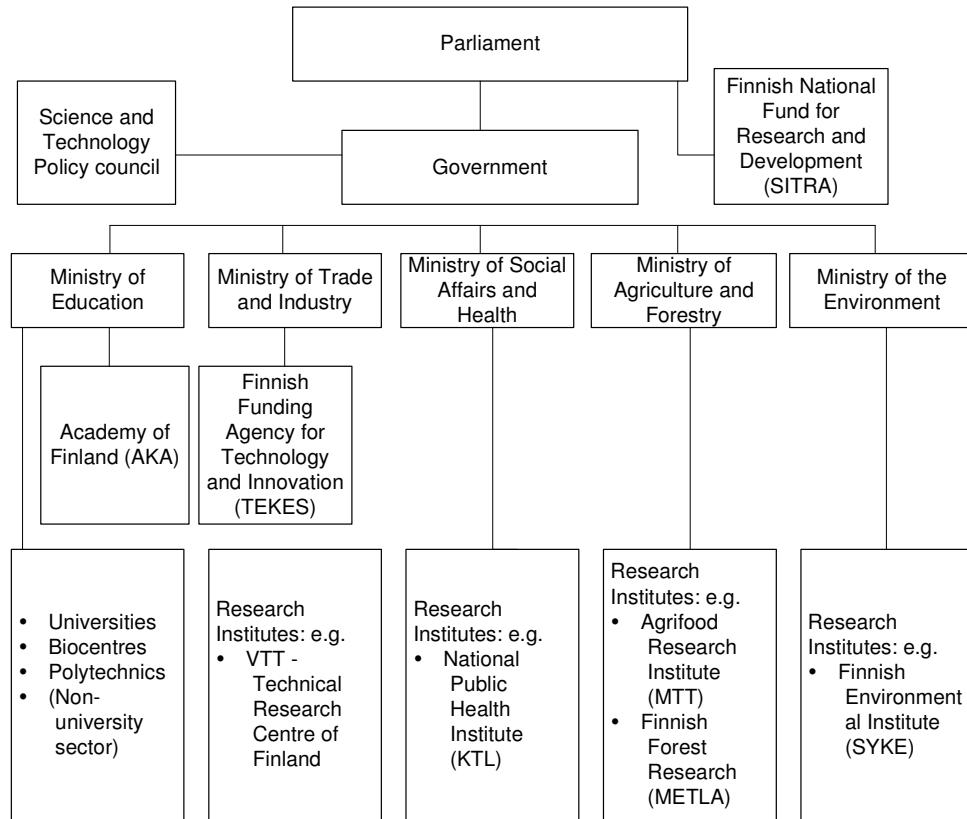 Parliament
Science and
Technology
Policy council
Government
Finnish National
Fund for
Research and
Development
(SITRA)
Ministry of
Education
Ministry of Trade
and Industry
Ministry of Social
Affairs and
Health
Ministry of
Agriculture and
Forestry
Ministry of the
Environment
Academy of
Finland (AKA)
Finnish
Funding
Agency for
Technology
and Innovation
(TEKES)
• Universities
• Biocentres
• Polytechnics
• (Non-
university
sector)
Research
Institutes: e.g.
• VTT -
Technical
Research
Centre of
Finland
Research
Institutes: e.g.
• National
Public
Health
Institute
(KTL)
Research
Institutes: e.g.
• Agrifood
Research
Institute
(MTT)
• Finnish
Forest
Research
(METLA)
Research
Institutes: e.g.
• Finnish
Environment
al Institute
(SYKE)